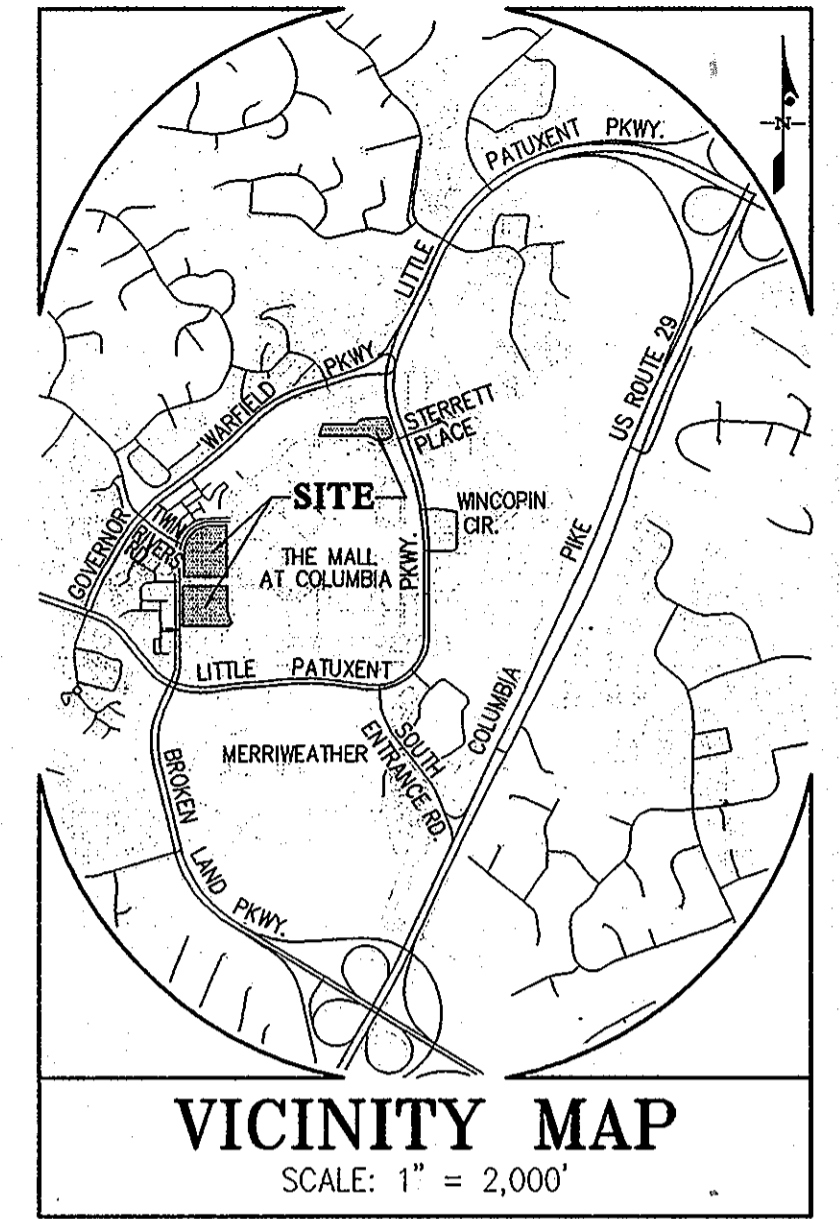 PATUXENT PKWY.
-N-
LITTLE
US ROUTE 29
WARFIELD PKWY.
STERRETT
PLACE
SITE
WINCOPIN
CIR.
GOVERNOR
TWIN
RIVERS
RD.
THE MALL
AT COLUMBIA
PKWY.
PIKE
LITTLE PATUXENT
COLUMBIA
SOUTH
ENTRANCE RD.
MERRIWEATHER
BROKEN LAND PKWY.
VICINITY MAP
SCALE: 1" = 2,000'